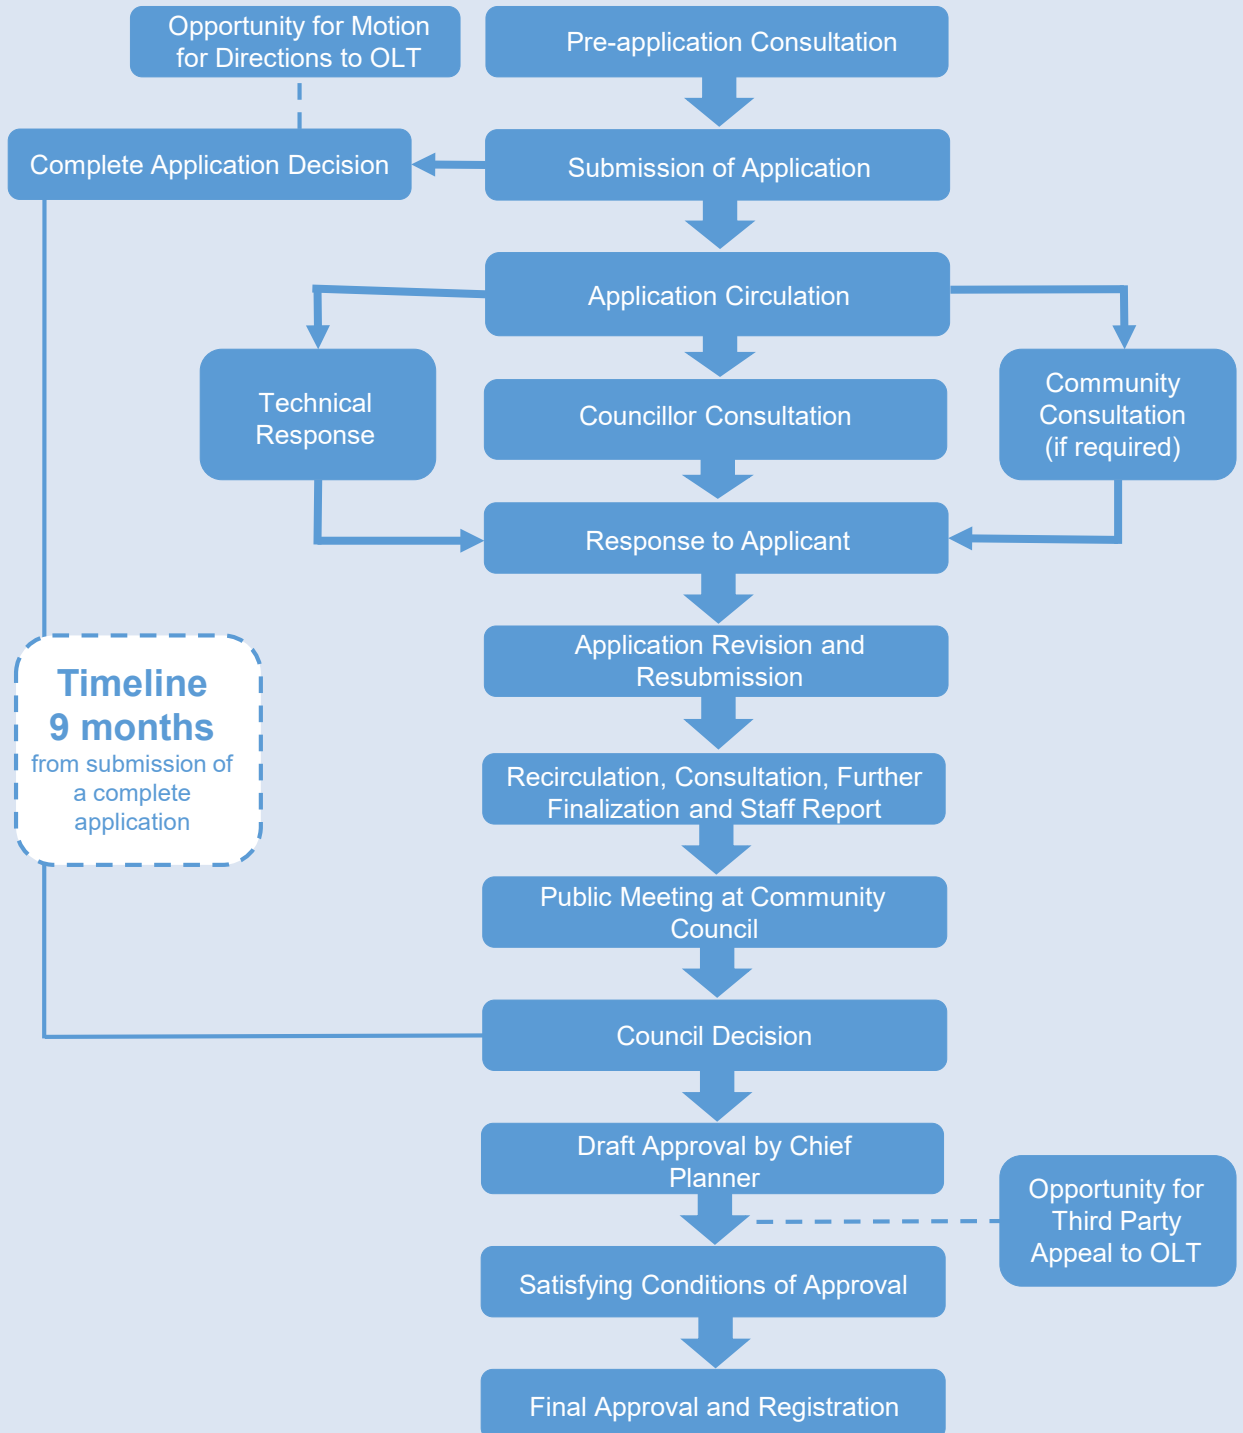 Opportunity for Motion
for Directions to OLT
Pre-application Consultation
Complete Application Decision
Submission of Application
Application Circulation
Technical
Response
Councillor Consultation
Community
Consultation
(if required)
Response to Applicant
Application Revision and
Resubmission
Timeline
9 months
from submission of
a complete
application
Recirculation, Consultation, Further
Finalization and Staff Report
Public Meeting at Community
Council
Council Decision
Draft Approval by Chief
Planner
Opportunity for
Third Party
Appeal to OLT
Satisfying Conditions of Approval
Final Approval and Registration